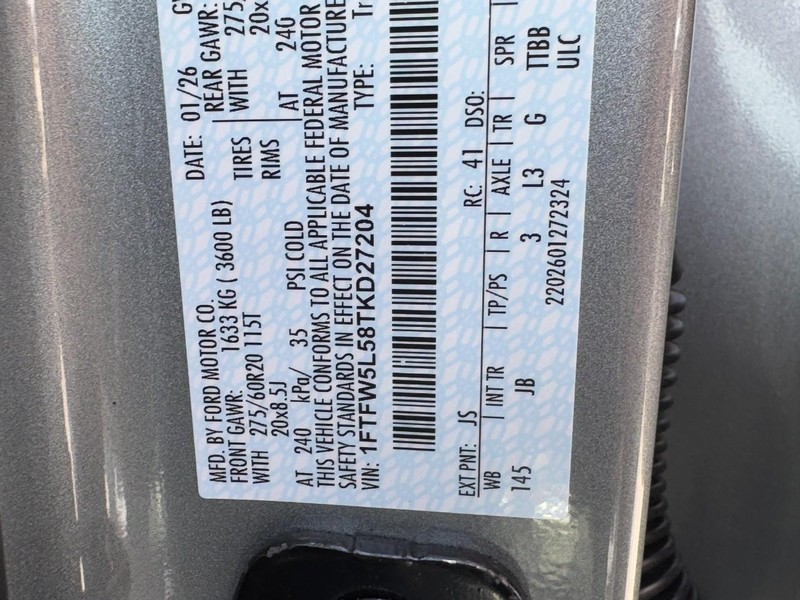 MFD. BY FORD MOTOR CO.
DATE: 01/26
FRONT GAWR: 1633 KG ( 3600 LB)
REAR GAWR:
WITH 275/60R20 115T TIRES
WITH
20x8.5J RIMS
AT 240 kPa/ 35 PSI COLD
AT 24
THIS VEHICLE CONFORMS TO ALL APPLICABLE FEDERAL MOTOR
SAFETY STANDARDS IN EFFECT ON THE DATE OF MANUFACTURE
VIN: 1FTFW5L58TKD27204
TYPE:
EXT PNT: JS RC: 41 DSO:
WB INT TR TP/PS R AXLE TR SPR
145 JB 3 L3 G TTBB
2202601272324 ULC